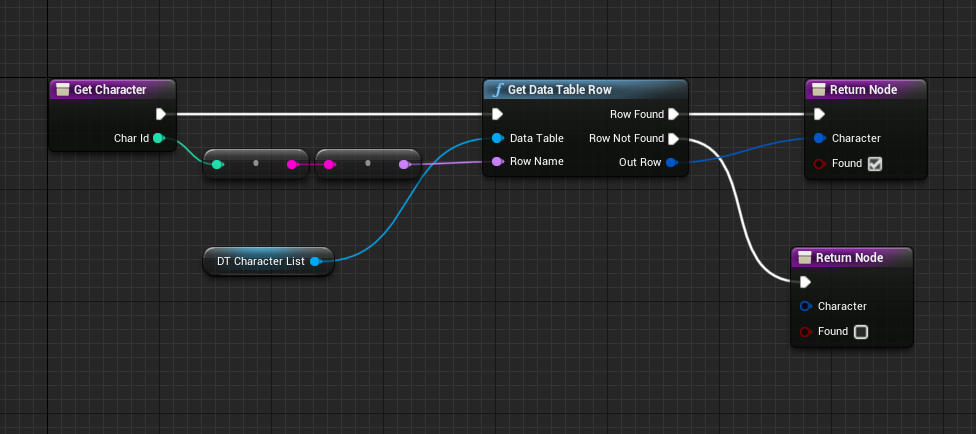 Get Character
Char Id
f Get Data Table Row
Row Found
Data Table
Row Not Found
Row Name
Out Row
Return Node
Character
Found
DT Character List
Return Node
Character
Found